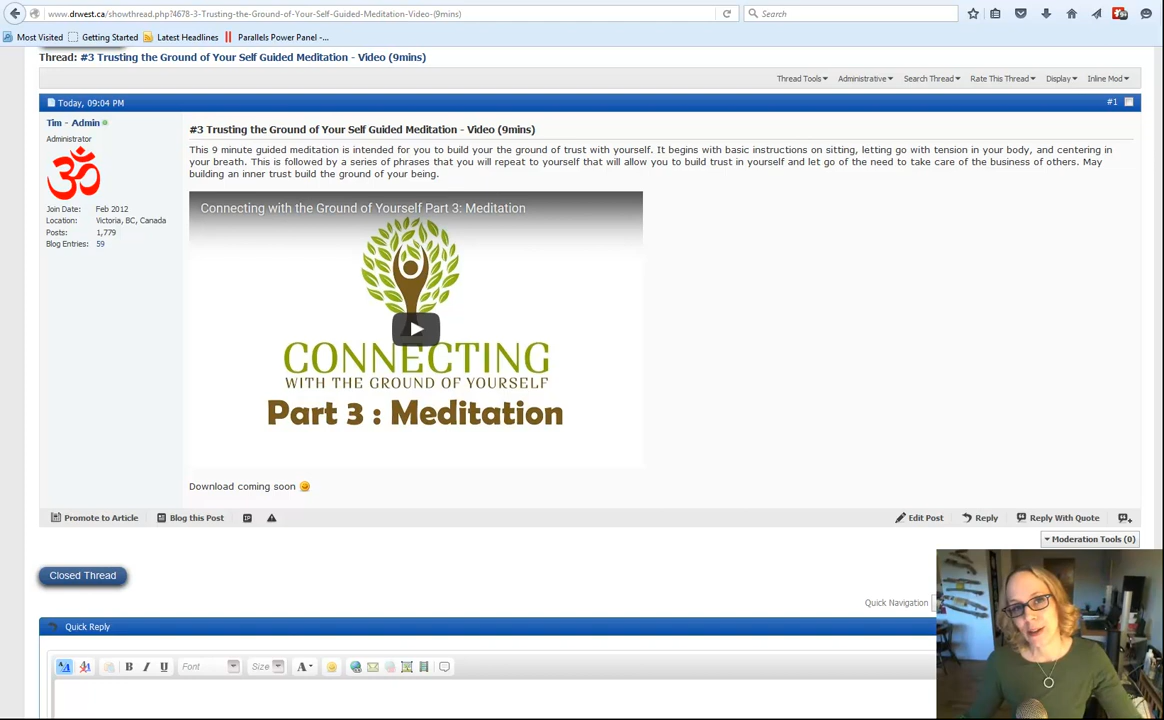 www.drwest.ca/showthread.php?4678-3-Trusting-the-Ground-of-Your-Self-Guided-Meditation-Video-(9mins)
Search
Most Visited
Getting Started
Latest Headlines
Parallels Power Panel -...
Thread: #3 Trusting the Ground of Your Self Guided Meditation - Video (9mins)
Thread Tools
Administrative
Search Thread
Rate This Thread
Display
Inline Mod
Today, 09:04 PM
#1
Tim - Admin
Administrator
ॐ
Join Date: Feb 2012
Location: Victoria, BC, Canada
Posts: 1,779
Blog Entries: 59
#3 Trusting the Ground of Your Self Guided Meditation - Video (9mins)
This 9 minute guided meditation is intended for you to build your the ground of trust with yourself. It begins with basic instructions on sitting, letting go with tension in your body, and centering in
your breath. This is followed by a series of phrases that you will repeat to yourself that will allow you to build trust in yourself and let go of the need to take care of the business of others. May
building an inner trust build the ground of your being.
Connecting with the Ground of Yourself Part 3: Meditation
CONNECTING
WITH THE GROUND OF YOURSELF
Part 3 : Meditation
Download coming soon
Promote to Article
Blog this Post
IP
Edit Post
Reply
Reply With Quote
Moderation Tools (0)
Closed Thread
Quick Navigation
Quick Reply
B I U
Font
Size
A